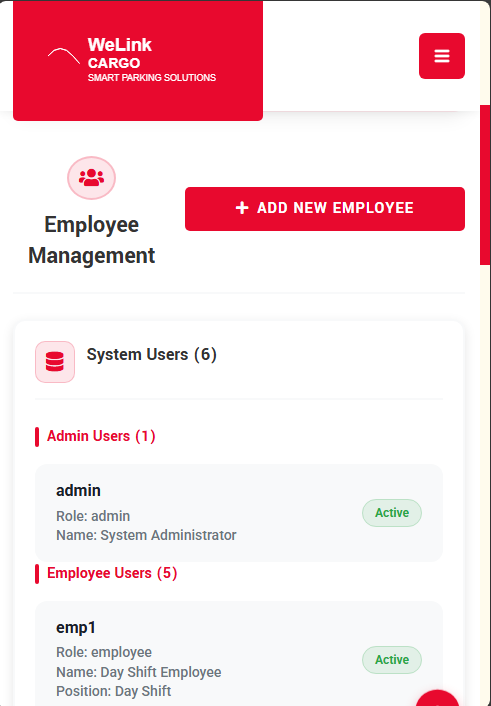 WeLink
CARGO
SMART PARKING SOLUTIONS
Employee
Management
+ ADD NEW EMPLOYEE
System Users (6)
Admin Users (1)
admin
Role: admin
Name: System Administrator
Active
Employee Users (5)
emp1
Role: employee
Name: Day Shift Employee
Position: Day Shift
Active